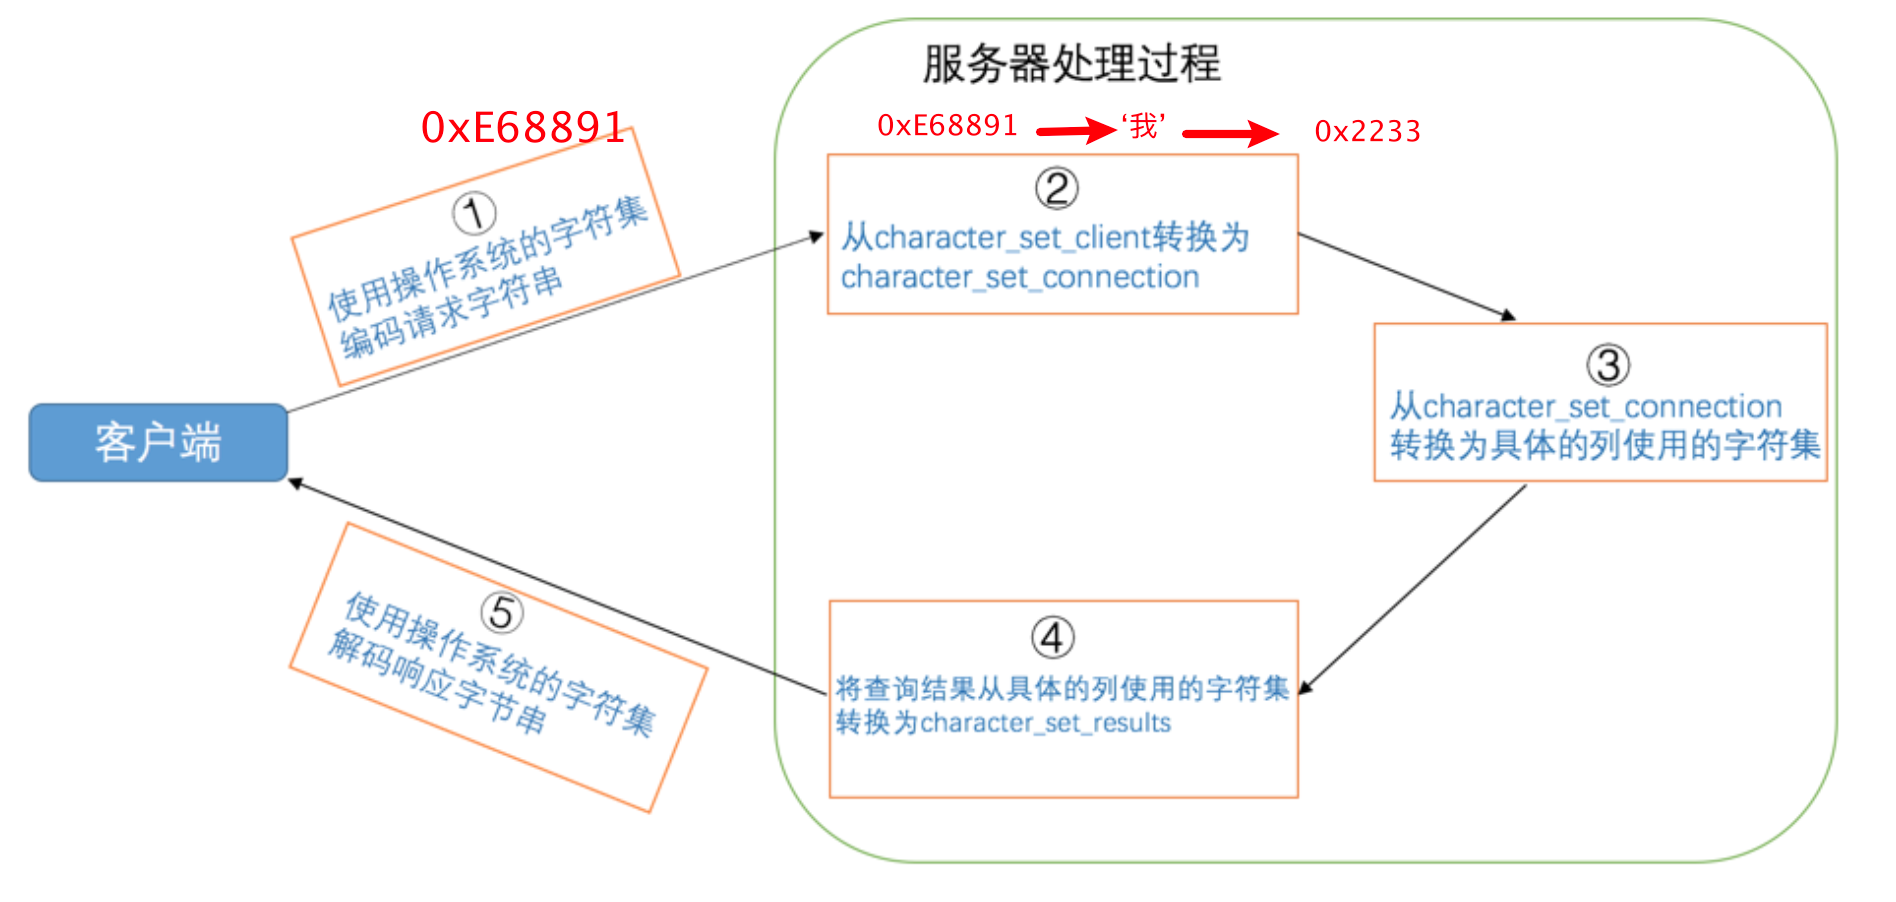 服务器处理过程
0xE68891
0xE68891
‘我’
0x2233
①
使用操作系统的字符集
编码请求字符串
②
从character_set_client转换为
character_set_connection
③
从character_set_connection
转换为具体的列使用的字符集
客户端
④
将查询结果从具体的列使用的字符集
转换为character_set_results
⑤
使用操作系统的字符集
解码响应字节串